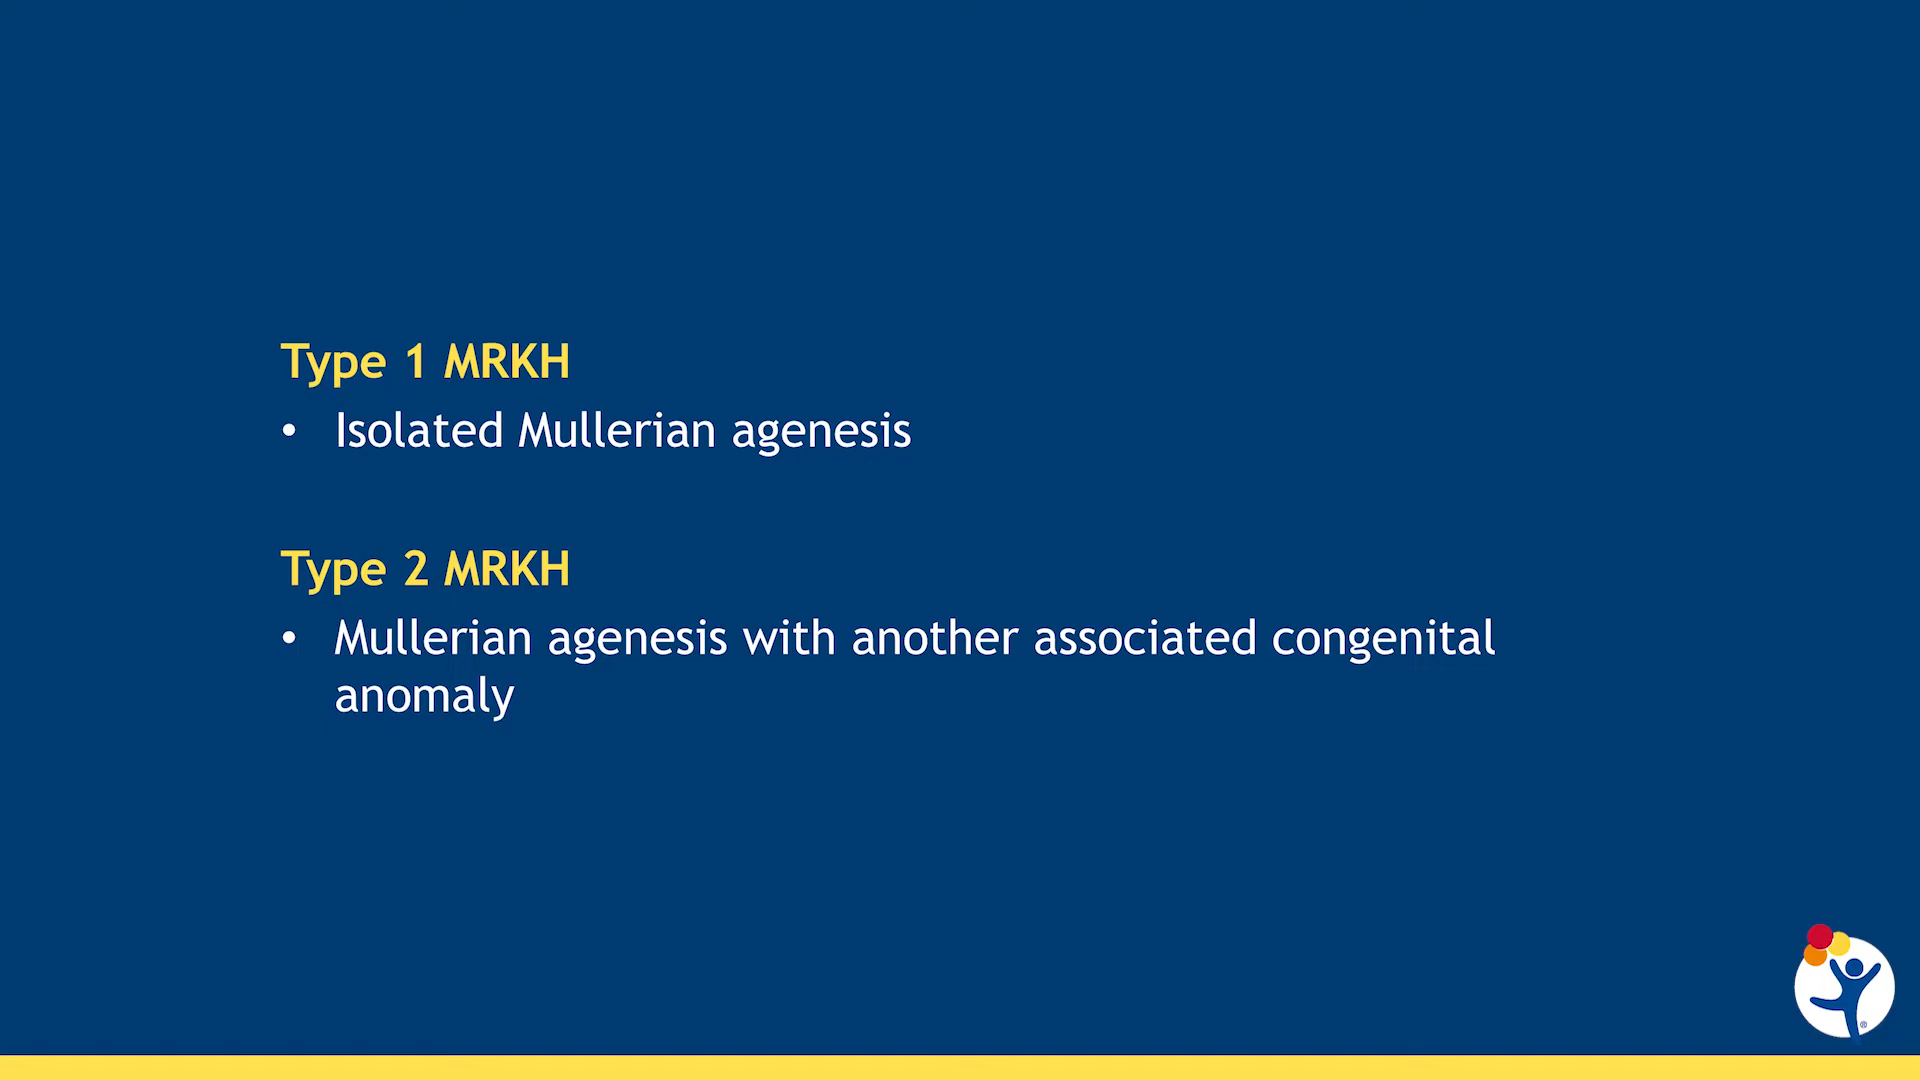 Type 1 MRKH
• Isolated Mullerian agenesis
Type 2 MRKH
• Mullerian agenesis with another associated congenital
anomaly
®